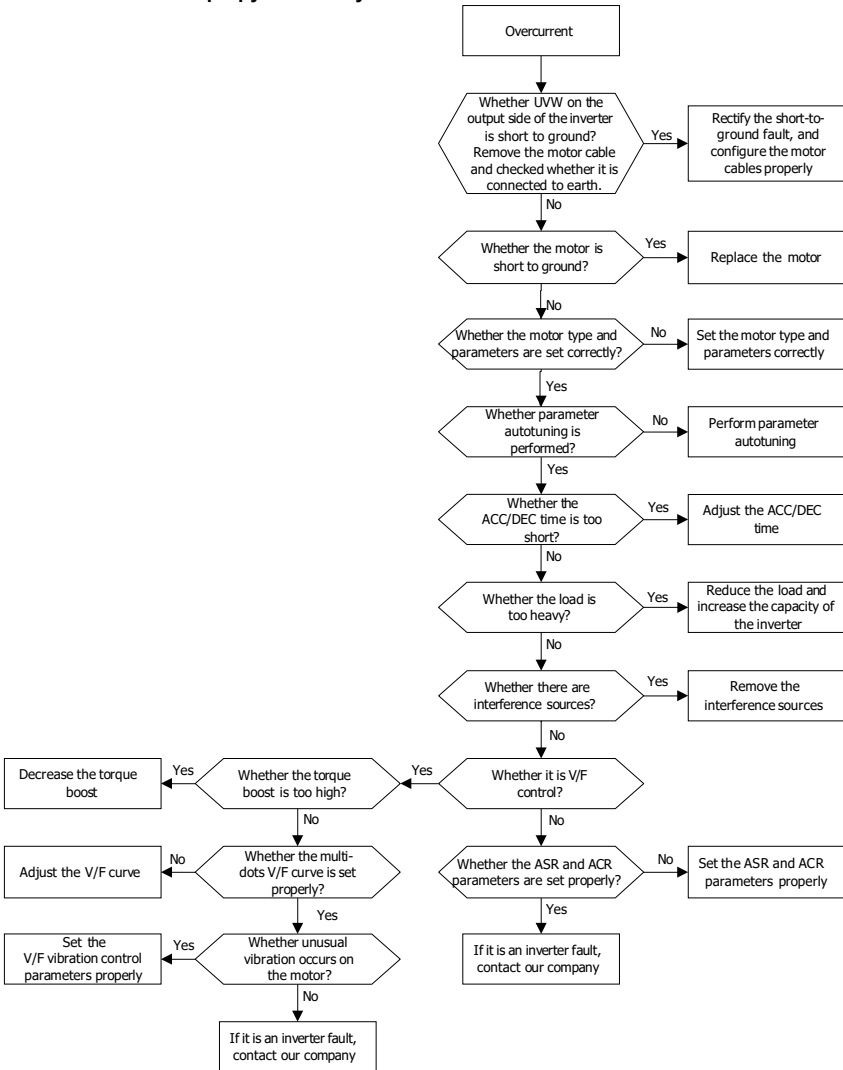 Overcurrent
Whether UVW on the
output side of the inverter
is short to ground?
Remove the motor cable
and checked whether it is
connected to earth.
Yes
Rectify the short-to-
ground fault, and
configure the motor
cables properly
No
Whether the motor is
short to ground?
Yes
Replace the motor
No
Whether the motor type and
parameters are set correctly?
No
Set the motor type and
parameters correctly
Yes
Whether parameter
autotuning is
performed?
No
Perform parameter
autotuning
Yes
Whether the
ACC/DEC time is too
short?
Yes
Adjust the ACC/DEC
time
No
Whether the load is
too heavy?
Yes
Reduce the load and
increase the capacity of
the inverter
No
Whether there are
interference sources?
Yes
Remove the
interference sources
No
Whether it is V/F
control?
Yes
Whether the torque
boost is too high?
Yes
Decrease the torque
boost
No
Whether the multi-
dots V/F curve is set
properly?
No
Adjust the V/F curve
Yes
Whether unusual
vibration occurs on
the motor?
Yes
Set the
V/F vibration control
parameters properly
No
If it is an inverter fault,
contact our company
No
Whether the ASR and ACR
parameters are set properly?
No
Set the ASR and ACR
parameters properly
Yes
If it is an inverter fault,
contact our company